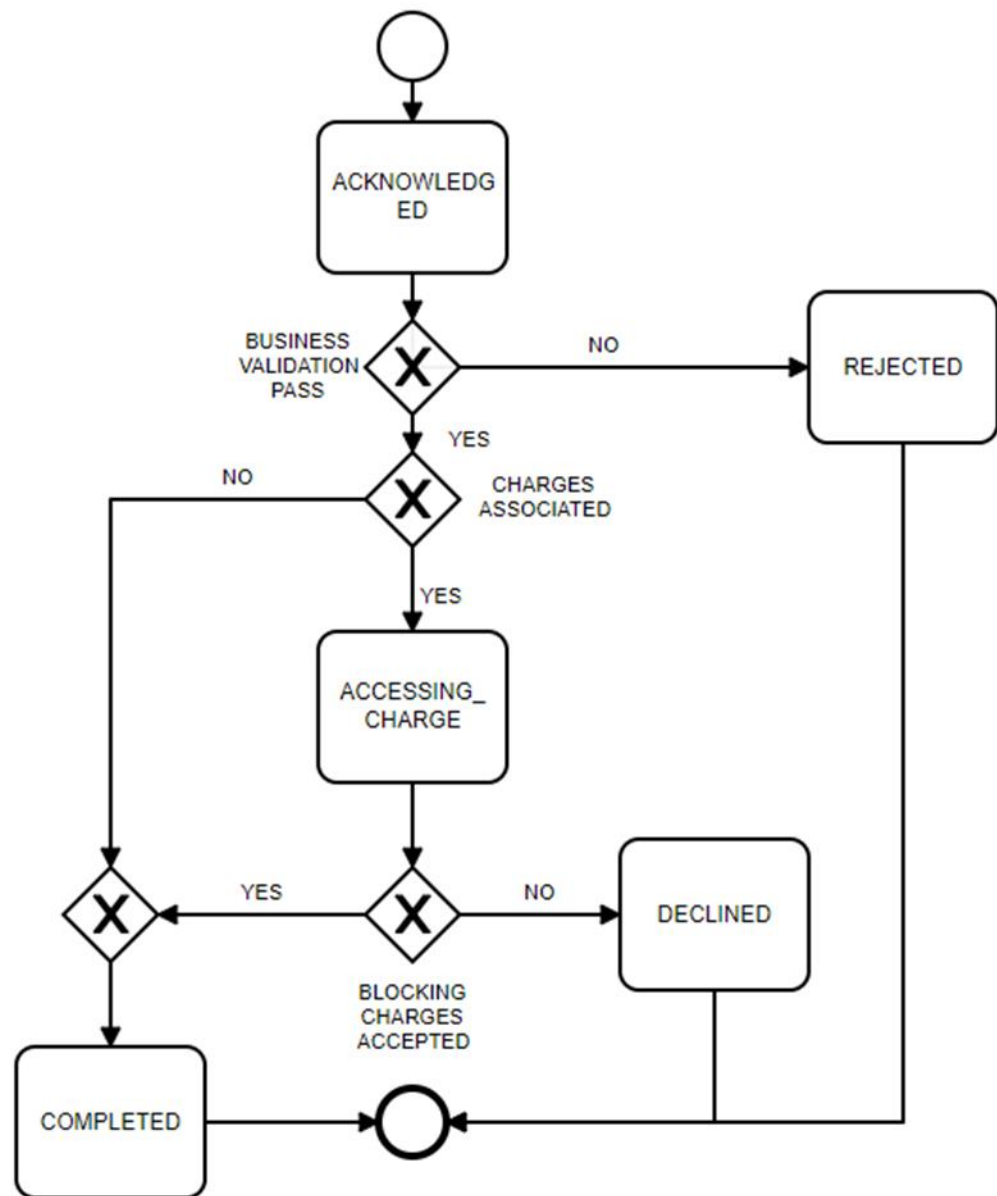 ACKNOWLEDG
ED
BUSINESS
VALIDATION
PASS
NO
REJECTED
YES
NO
CHARGES
ASSOCIATED
YES
ACCESSING_
CHARGE
YES
NO
DECLINED
BLOCKING
CHARGES
ACCEPTED
COMPLETED